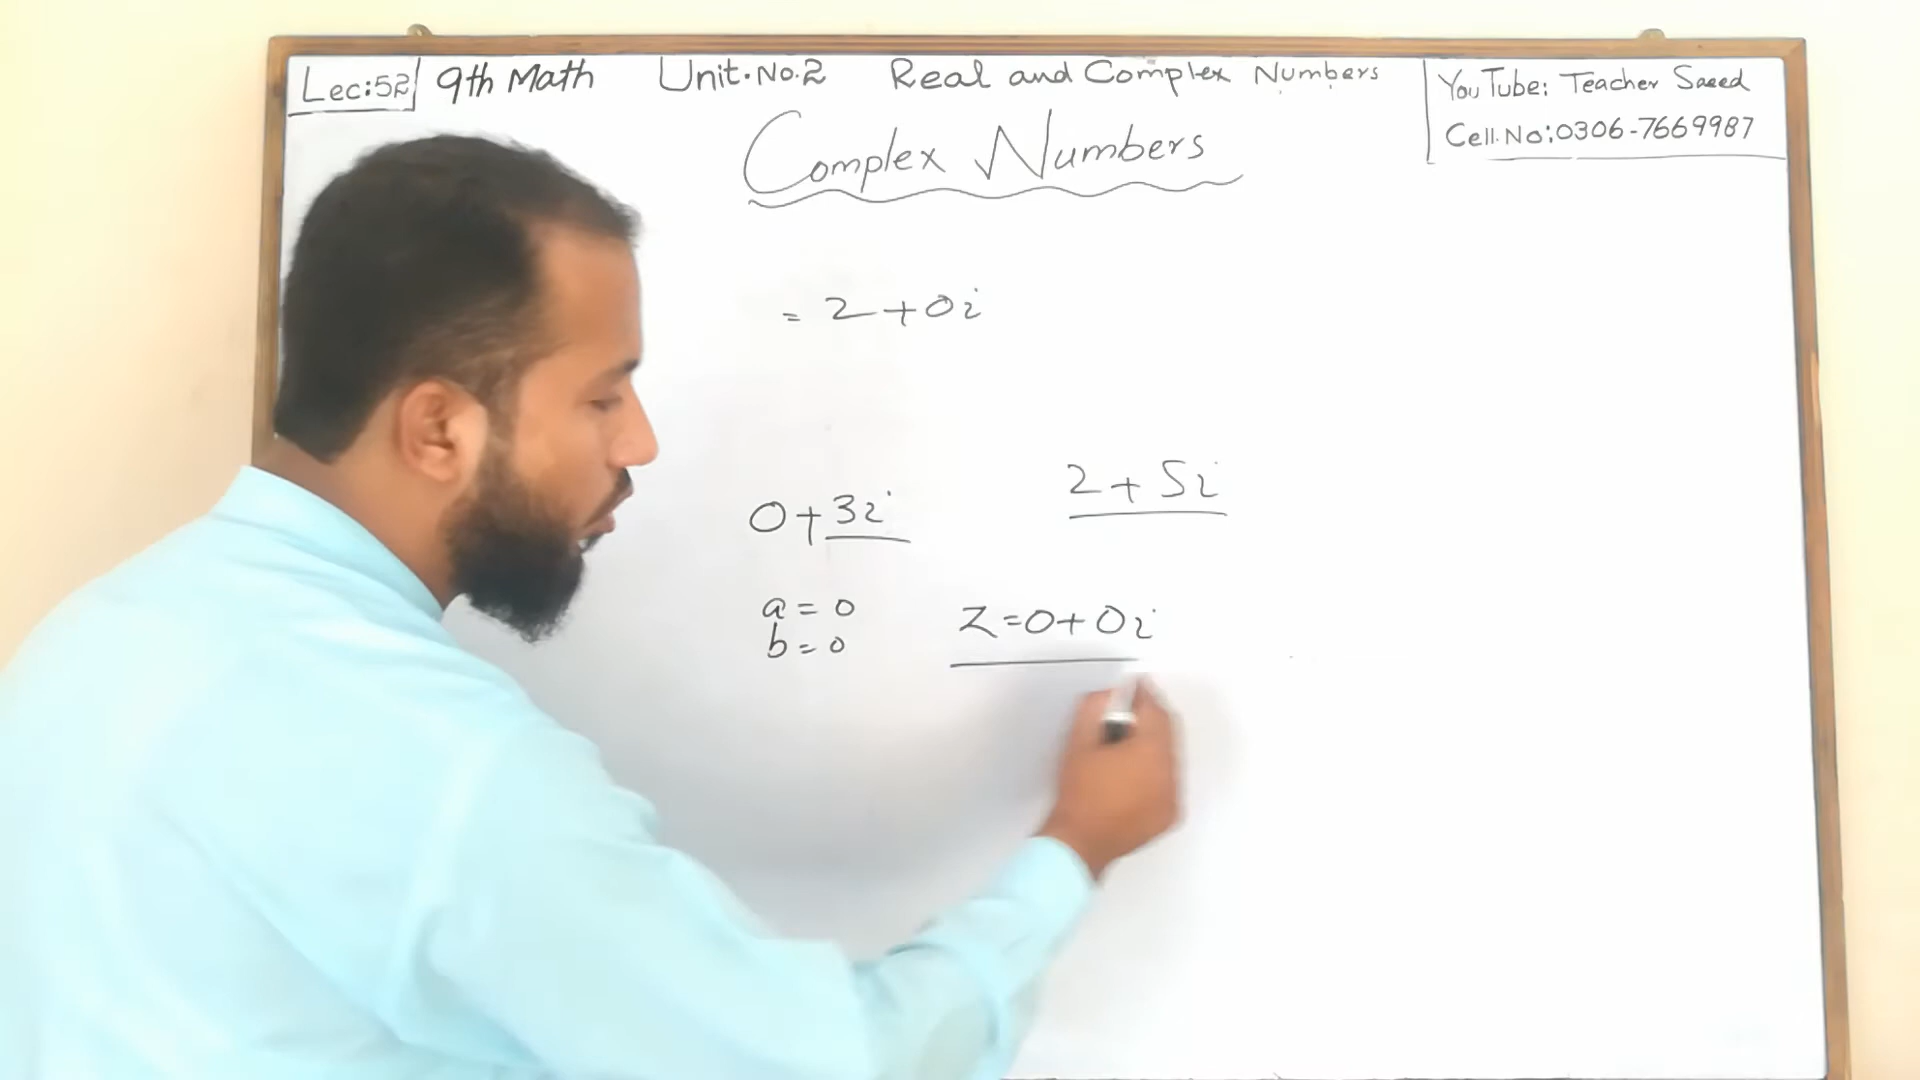 Lec:52 9th Math Unit.No.2 Real and Complex Numbers
YouTube: Teacher Saeed
Cell.No:0306-7669987
Complex Numbers
= 2+0i
0+3i
2+5i
a=0
b=0
Z=0+0i